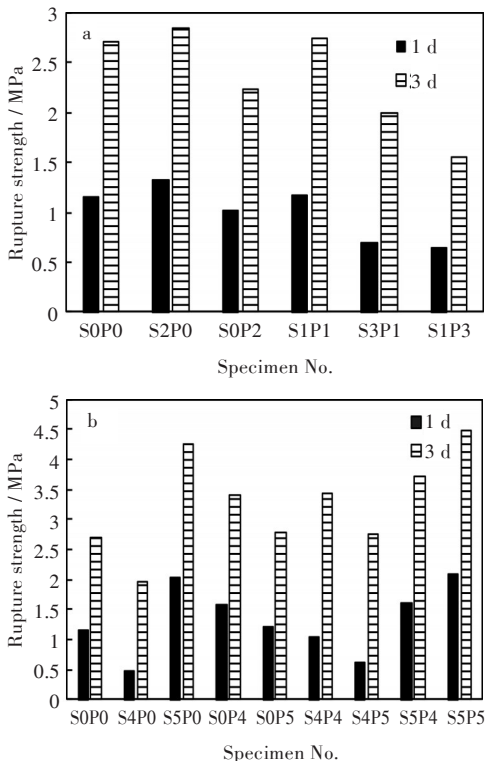 a
1 d
3 d
Rupture strength / MPa
3
2.5
2
1.5
1
0.5
0
S0P0 S2P0 S0P2 S1P1 S3P1 S1P3
Specimen No.
b
1 d
3 d
Rupture strength / MPa
5
4.5
4
3.5
3
2.5
2
1.5
1
0.5
0
S0P0 S4P0 S5P0 S0P4 S0P5 S4P4 S4P5 S5P4 S5P5
Specimen No.